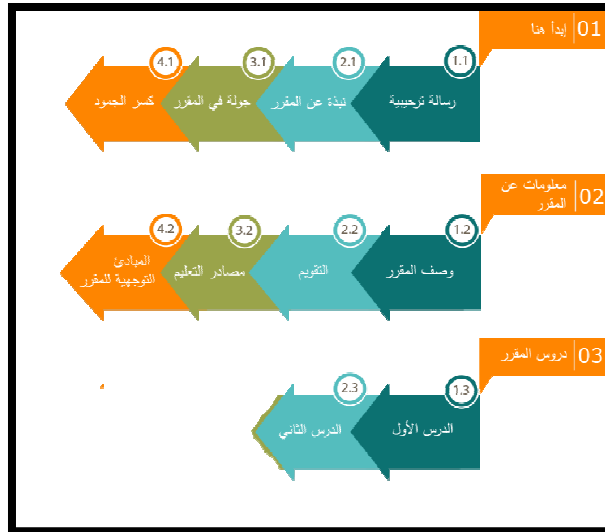 01 إبدأ هنا
1.1
رسالة ترحيبية
2.1
نبذة عن المقرر
3.1
جولة في المقرر
4.1
كسر الجمود
02 معلومات عن
المقرر
1.2
وصف المقرر
2.2
التقويم
3.2
مصادر التعليم
4.2
المبادئ
التوجهية للمقرر
03 دروس المقرر
1.3
الدرس الأول
2.3
الدرس الثاني